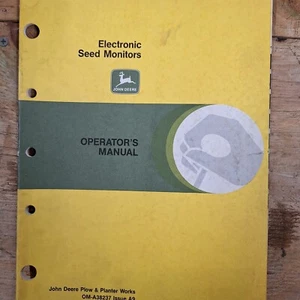 Electronic
Seed Monitors
JOHN DEERE
OPERATOR'S
MANUAL
John Deere Plow & Planter Works
OM-A38237 Issue A9